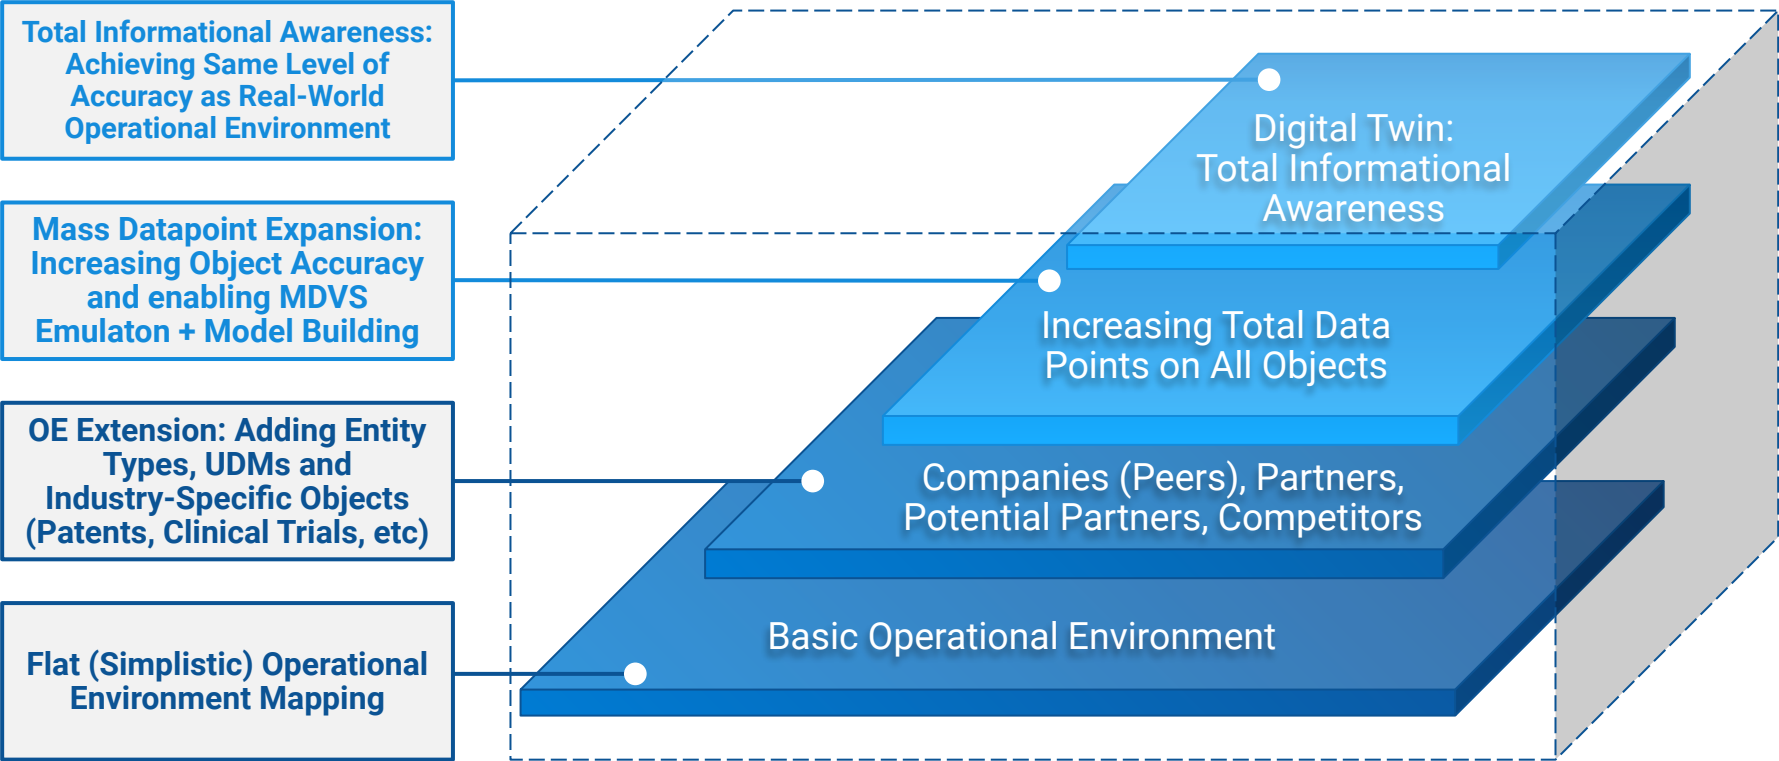 Total Informational Awareness:
Achieving Same Level of
Accuracy as Real-World
Operational Environment
Digital Twin:
Total Informational
Awareness
Mass Datapoint Expansion:
Increasing Object Accuracy
and enabling MDVS
Emulaton + Model Building
Increasing Total Data
Points on All Objects
OE Extension: Adding Entity
Types, UDMs and
Industry-Specific Objects
(Patents, Clinical Trials, etc)
Companies (Peers), Partners,
Potential Partners, Competitors
Flat (Simplistic) Operational
Environment Mapping
Basic Operational Environment